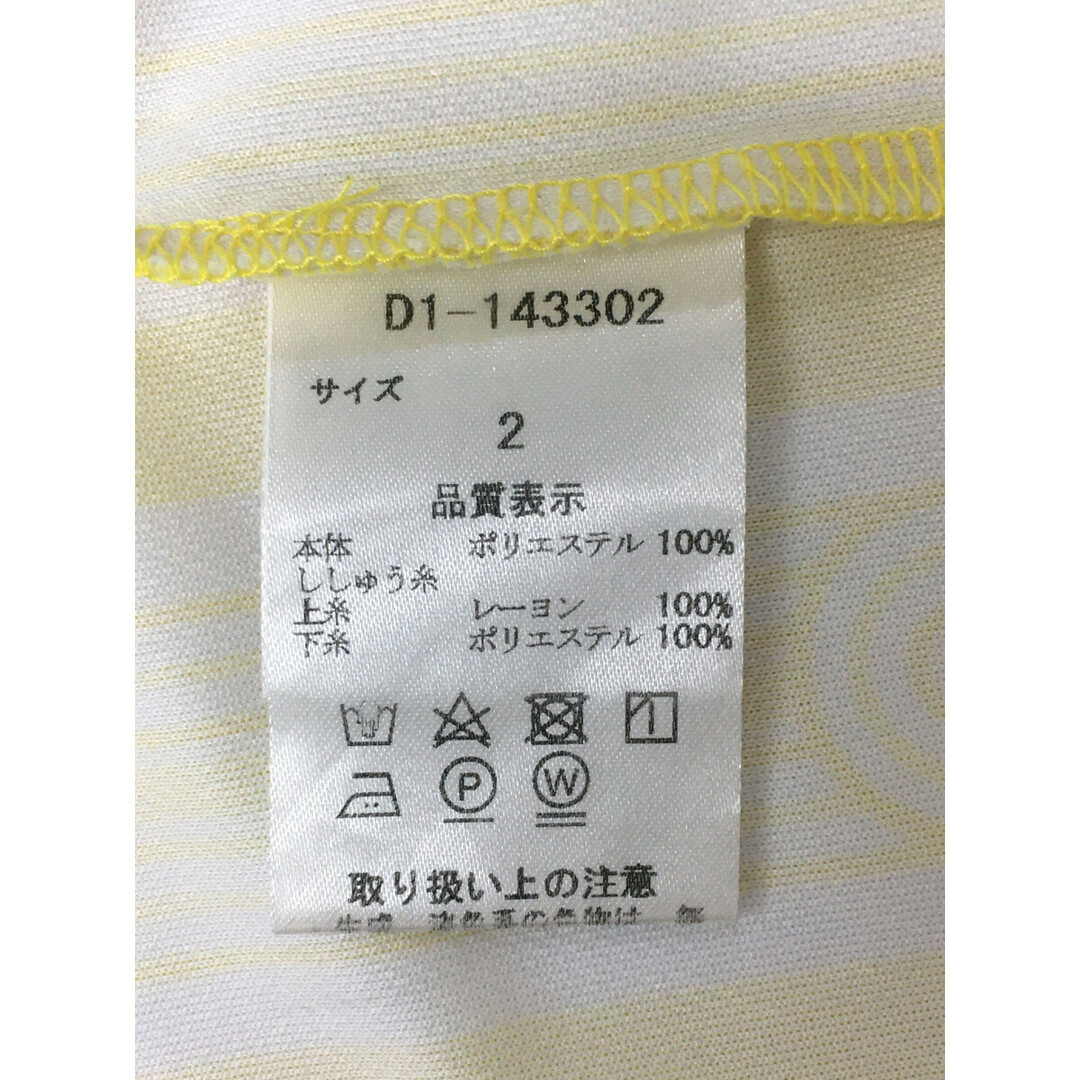 D1-143302
サイズ
2
品質表示
本体 ポリエステル 100%
ししゅう糸
上糸 レーヨン 100%
下糸 ポリエステル 100%
P W
取り扱い上の注意